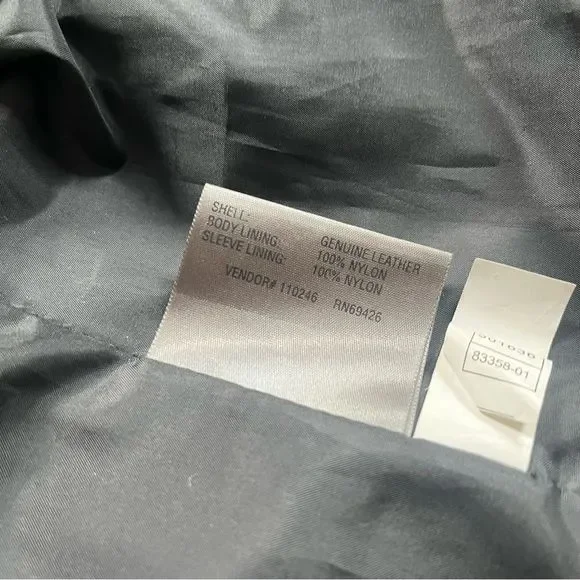 SHELL: GENUINE LEATHER
BODY LINING: 100% NYLON
SLEEVE LINING: 100% NYLON
VENDOR# 110246 RN69426
83358-01